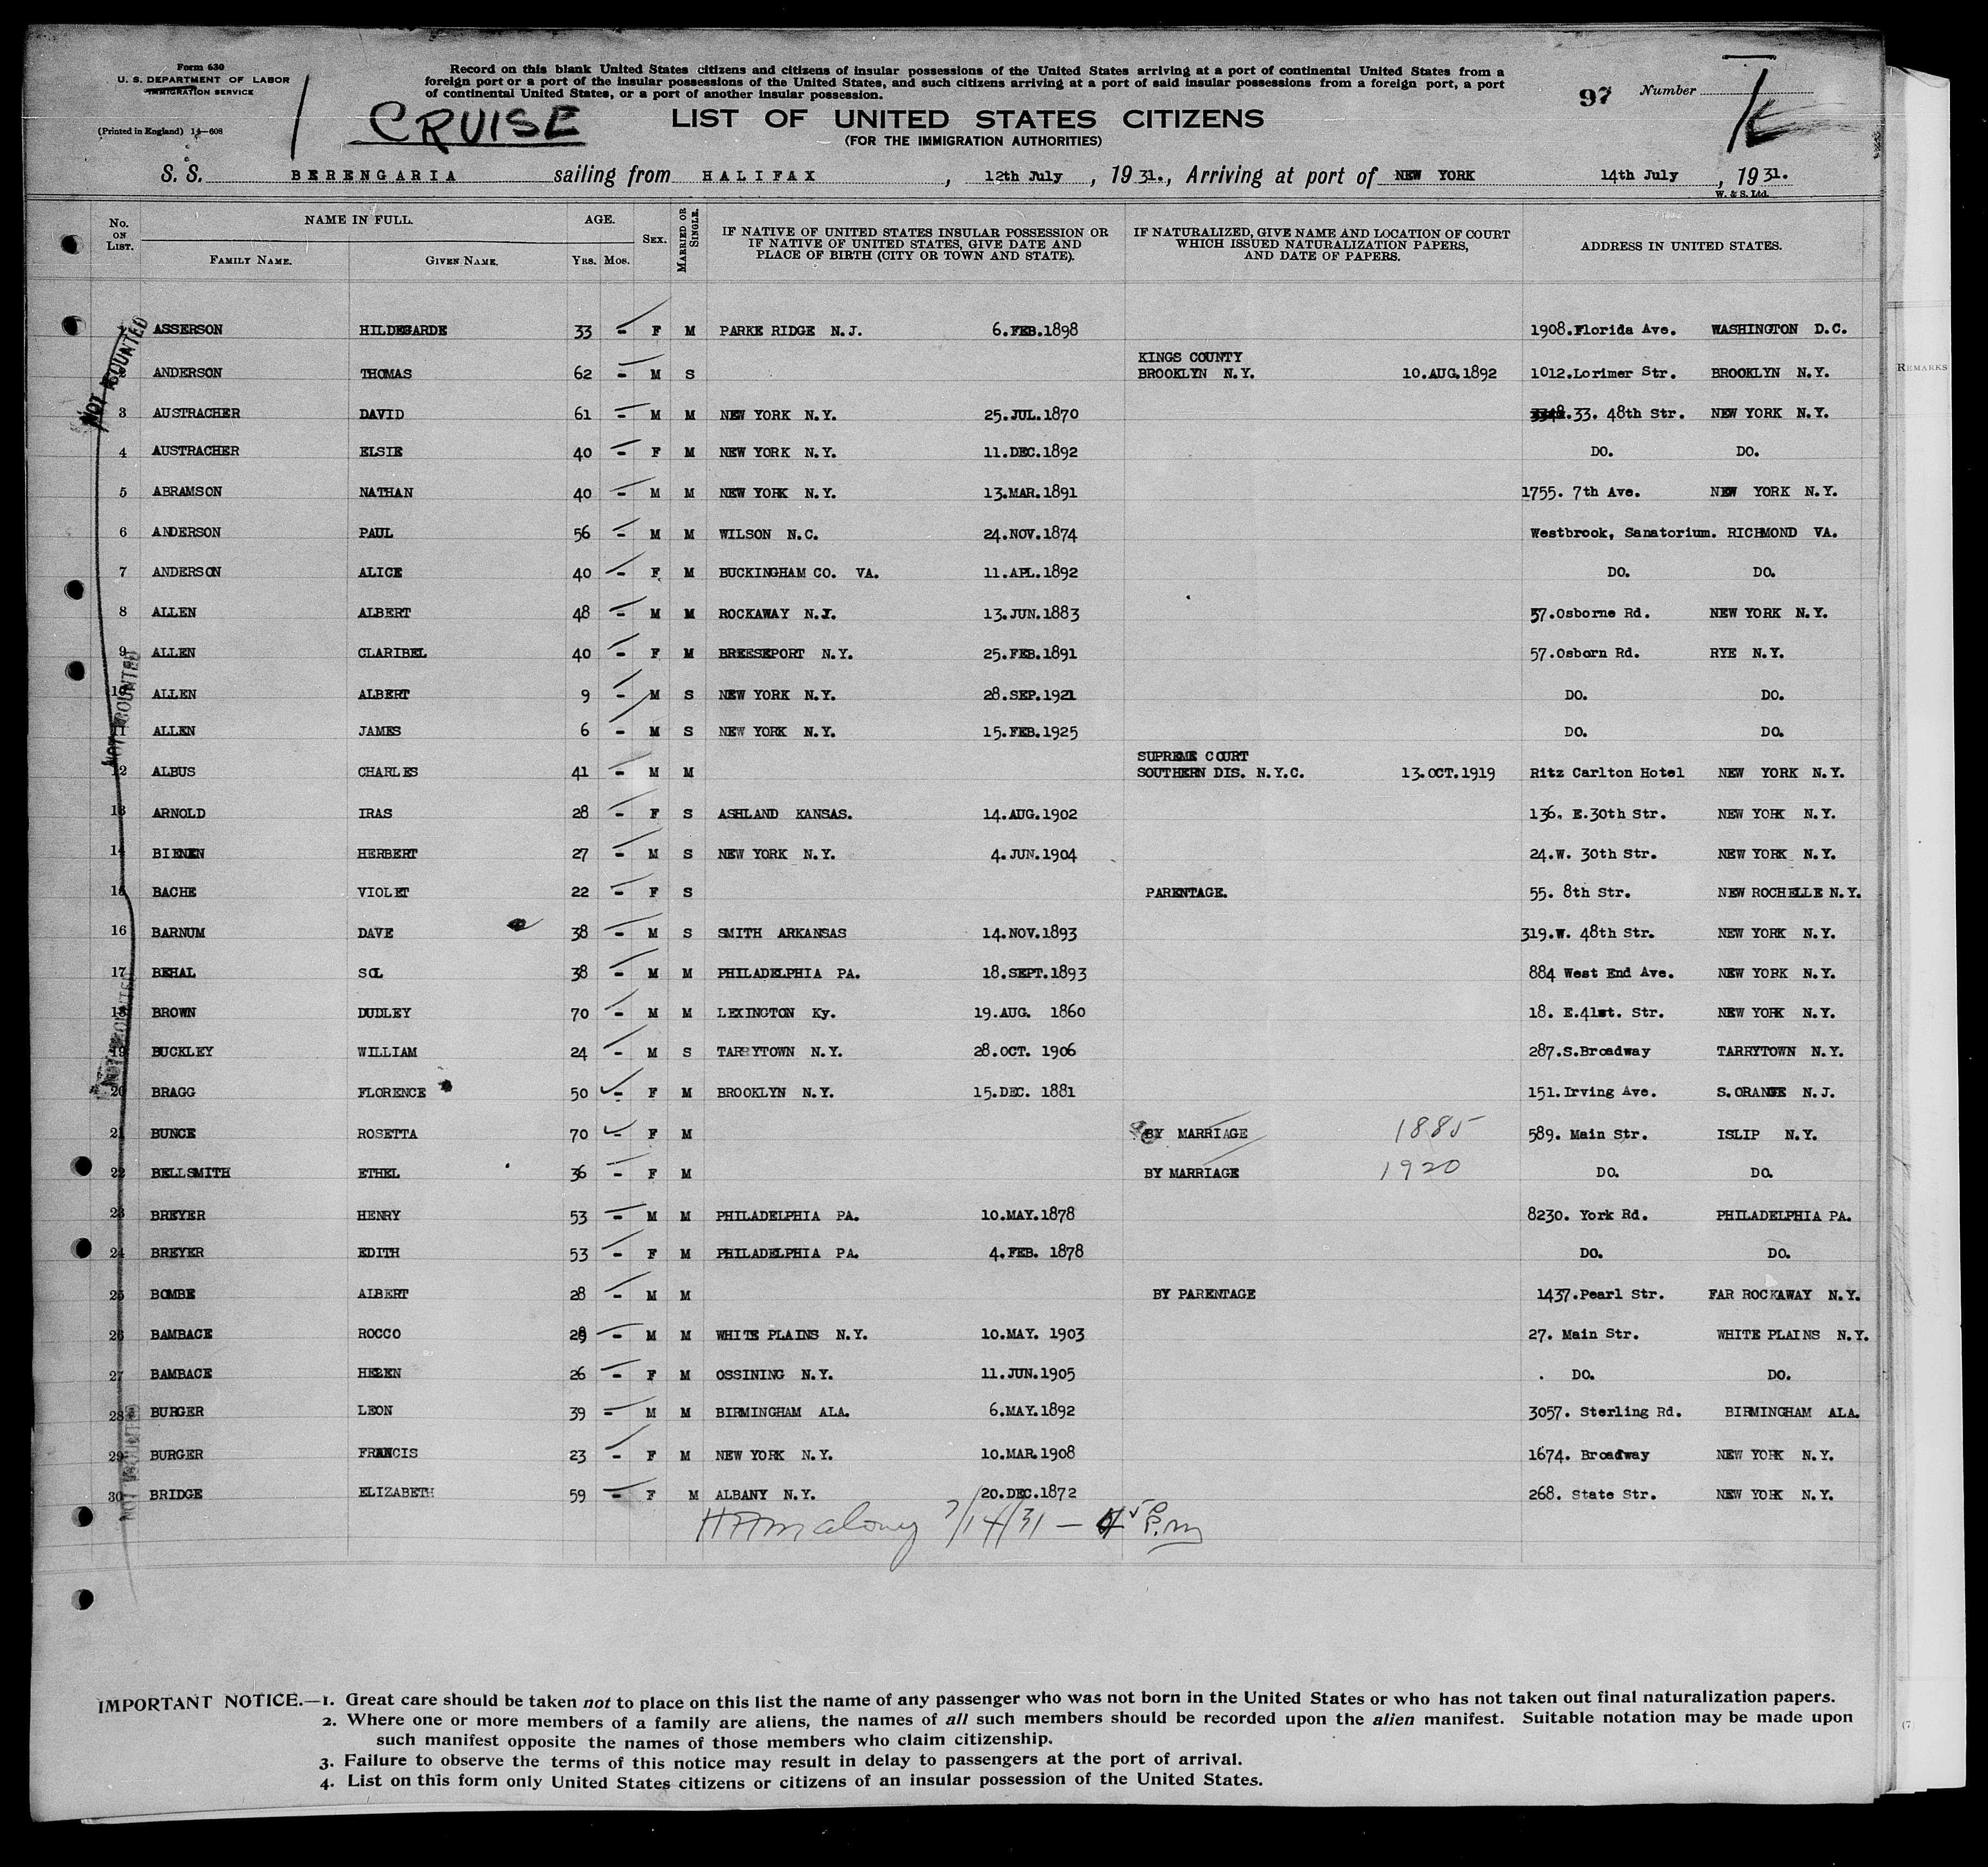 Form 630
U. S. DEPARTMENT OF LABOR
IMMIGRATION SERVICE
(Printed in England) 14—608
Record on this blank United States citizens and citizens of insular possessions of the United States arriving at a port of continental United States from a
foreign port or a port of the insular possessions of the United States, and such citizens arriving at a port of said insular possessions from a foreign port, a port
of continental United States, or a port of another insular possession.
97 Number
CRUISE
LIST OF UNITED STATES CITIZENS
(FOR THE IMMIGRATION AUTHORITIES)
S. S. BERENGARIA sailing from HALIFAX, 12th July, 1931., Arriving at port of NEW YORK 14th July, 1931.
W. & S. Ltd.
No. ON LIST. NAME IN FULL. FAMILY NAME. GIVEN NAME. AGE. YRS. MOS. SEX. MARRIED OR SINGLE. IF NATIVE OF UNITED STATES INSULAR POSSESSION OR IF NATIVE OF UNITED STATES, GIVE DATE AND PLACE OF BIRTH (CITY OR TOWN AND STATE). IF NATURALIZED, GIVE NAME AND LOCATION OF COURT WHICH ISSUED NATURALIZATION PAPERS, AND DATE OF PAPERS. ADDRESS IN UNITED STATES.
REMARKS
NOT COUNTED
ASSERSON HILDEGARDE 33 - F M PARKE RIDGE N.J. 6.FEB.1898 1908.Florida Ave. WASHINGTON D.C.
KINGS COUNTY
ANDERSON THOMAS 62 - M S BROOKLYN N.Y. 10.AUG.1892 1012.Lorimer Str. BROOKLYN N.Y.
3 AUSTRACHER DAVID 61 - M M NEW YORK N.Y. 25.JUL.1870 33. 48th Str. NEW YORK N.Y.
4 AUSTRACHER ELSIE 40 - F M NEW YORK N.Y. 11.DEC.1892 DO. DO.
5 ABRAMSON NATHAN 40 - M M NEW YORK N.Y. 13.MAR.1891 1755. 7th Ave. NEW YORK N.Y.
6 ANDERSON PAUL 56 - M M WILSON N.C. 24.NOV.1874 Westbrook, Sanatorium. RICHMOND VA.
7 ANDERSON ALICE 40 - F M BUCKINGHAM CO. VA. 11.APL.1892 DO. DO.
8 ALLEN ALBERT 48 - M M ROCKAWAY N.J. 13.JUN.1883 57.Osborne Rd. NEW YORK N.Y.
9 ALLEN CLARIBEL 40 - F M BREESEPORT N.Y. 25.FEB.1891 57.Osborn Rd. RYE N.Y.
10 ALLEN ALBERT 9 - M S NEW YORK N.Y. 28.SEP.1921 DO. DO.
11 ALLEN JAMES 6 - M S NEW YORK N.Y. 15.FEB.1925 DO. DO.
NOT COUNTED
SUPREME COURT
12 ALBUS CHARLES 41 - M M SOUTHERN DIS. N.Y.C. 13.OCT.1919 Ritz Carlton Hotel NEW YORK N.Y.
13 ARNOLD IRAS 28 - F S ASHLAND KANSAS. 14.AUG.1902 136. E.30th Str. NEW YORK N.Y.
14 BIENEN HERBERT 27 - M S NEW YORK N.Y. 4.JUN.1904 24.W. 30th Str. NEW YORK N.Y.
15 BACHE VIOLET 22 - F S PARENTAGE. 55. 8th Str. NEW ROCHELLE N.Y.
16 BARNUM DAVE 38 - M S SMITH ARKANSAS 14.NOV.1893 319.W. 48th Str. NEW YORK N.Y.
17 BEHAL SOL 38 - M M PHILADELPHIA PA. 18.SEPT.1893 884 West End Ave. NEW YORK N.Y.
18 BROWN DUDLEY 70 - M M LEXINGTON Ky. 19.AUG. 1860 18. E.41st. Str. NEW YORK N.Y.
19 BUCKLEY WILLIAM 24 - M S TARRYTOWN N.Y. 28.OCT. 1906 287.S.Broadway TARRYTOWN N.Y.
NOT COUNTED
20 BRAGG FLORENCE 50 - F M BROOKLYN N.Y. 15.DEC. 1881 151.Irving Ave. S.ORANGE N.J.
21 BUNCE ROSETTA 70 - F M BY MARRIAGE 1885 589. Main Str. ISLIP N.Y.
22 BELLSMITH ETHEL 36 - F M BY MARRIAGE 1920 DO. DO.
23 BREYER HENRY 53 - M M PHILADELPHIA PA. 10.MAY.1878 8230. York Rd. PHILADELPHIA PA.
24 BREYER EDITH 53 - F M PHILADELPHIA PA. 4.FEB. 1878 DO. DO.
25 BOMBE ALBERT 28 - M M BY PARENTAGE 1437.Pearl Str. FAR ROCKAWAY N.Y.
26 BAMBACE ROCCO 28 - M M WHITE PLAINS N.Y. 10.MAY. 1903 27. Main Str. WHITE PLAINS N.Y.
27 BAMBACE HELEN 26 - F M OSSINING N.Y. 11.JUN.1905 . DO. DO.
28 BURGER LEON 39 - M M BIRMINGHAM ALA. 6.MAY.1892 3057. Sterling Rd. BIRMINGHAM ALA.
29 BURGER FRANCIS 23 - F M NEW YORK N.Y. 10.MAR.1908 1674. Broadway NEW YORK N.Y.
30 BRIDGE ELIZABETH 59 - F M ALBANY N.Y. 20.DEC.1872 268. State Str. NEW YORK N.Y.
NOT COUNTED
Maloney 7/14/31 — P.m
IMPORTANT NOTICE.—1. Great care should be taken not to place on this list the name of any passenger who was not born in the United States or who has not taken out final naturalization papers.
2. Where one or more members of a family are aliens, the names of all such members should be recorded upon the alien manifest. Suitable notation may be made upon
such manifest opposite the names of those members who claim citizenship.
3. Failure to observe the terms of this notice may result in delay to passengers at the port of arrival.
4. List on this form only United States citizens or citizens of an insular possession of the United States.
(7)